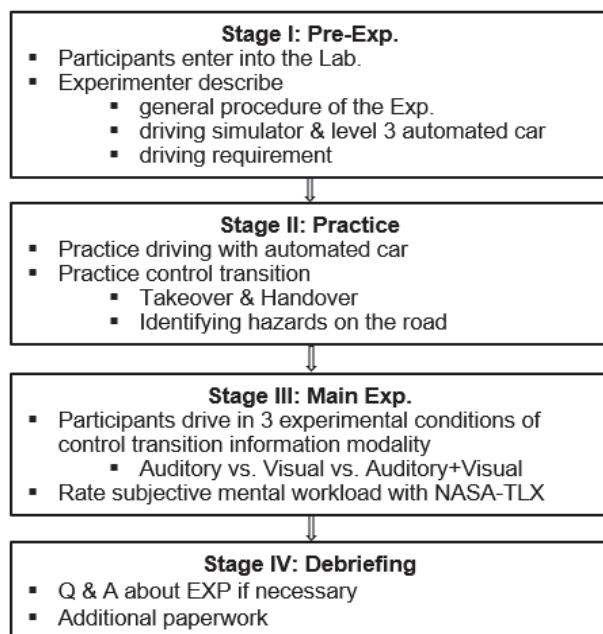 Stage I: Pre-Exp.
▪ Participants enter into the Lab.
▪ Experimenter describe
▪ general procedure of the Exp.
▪ driving simulator & level 3 automated car
▪ driving requirement
Stage II: Practice
▪ Practice driving with automated car
▪ Practice control transition
▪ Takeover & Handover
▪ Identifying hazards on the road
Stage III: Main Exp.
▪ Participants drive in 3 experimental conditions of
control transition information modality
▪ Auditory vs. Visual vs. Auditory+Visual
▪ Rate subjective mental workload with NASA-TLX
Stage IV: Debriefing
▪ Q & A about EXP if necessary
▪ Additional paperwork